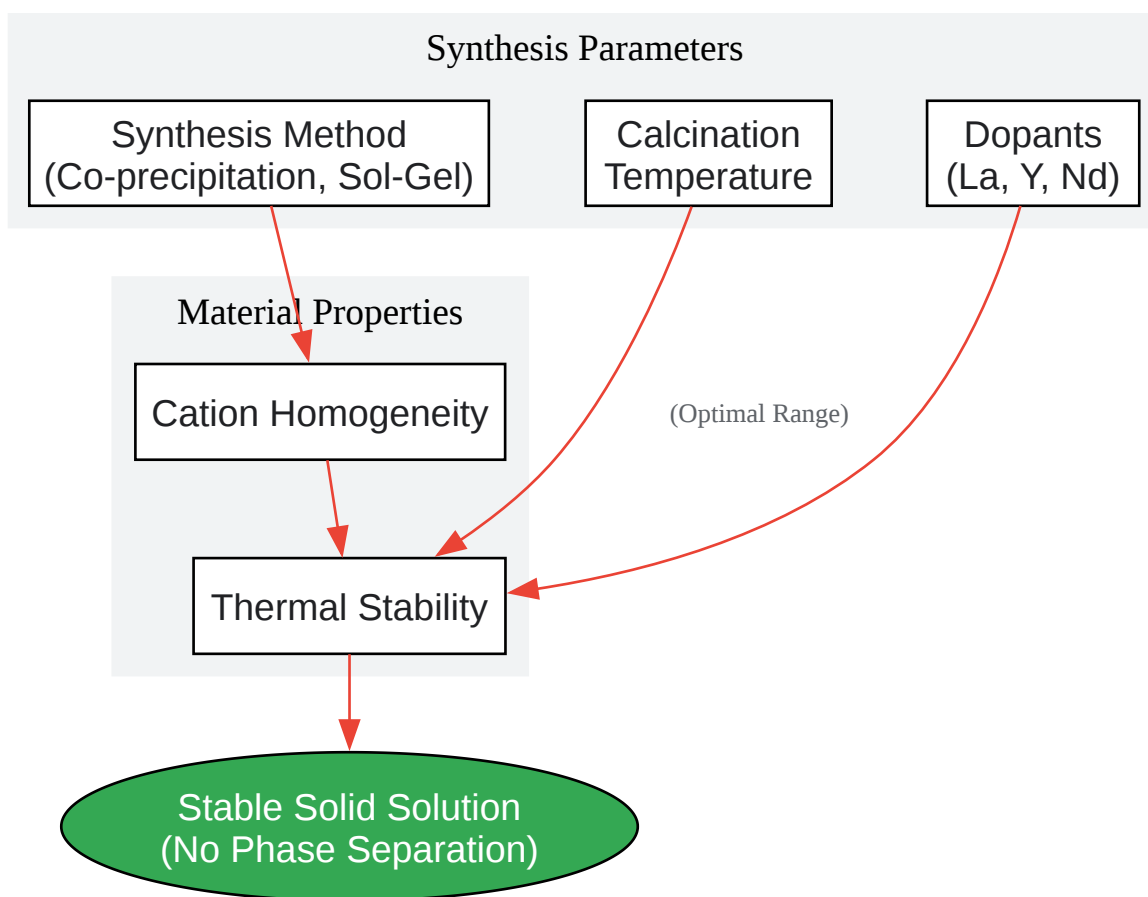 Synthesis Parameters
Synthesis Method
(Co-precipitation, Sol-Gel)
Calcination
Temperature
Dopants
(La, Y, Nd)
Material Properties
Cation Homogeneity
(Optimal Range)
Thermal Stability
Stable Solid Solution
(No Phase Separation)